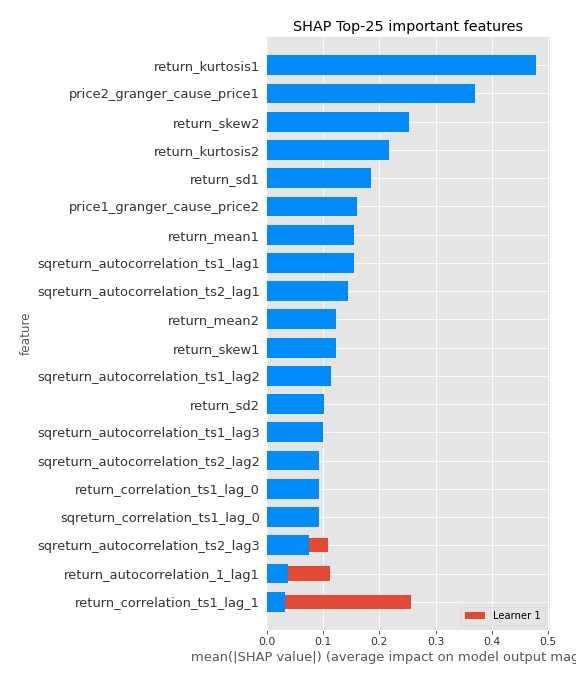 SHAP Top-25 important features
return_kurtosis1
price2_granger_cause_price1
return_skew2
return_kurtosis2
return_sd1
price1_granger_cause_price2
return_mean1
sqreturn_autocorrelation_ts1_lag1
sqreturn_autocorrelation_ts2_lag1
return_mean2
return_skew1
sqreturn_autocorrelation_ts1_lag2
return_sd2
sqreturn_autocorrelation_ts1_lag3
sqreturn_autocorrelation_ts2_lag2
return_correlation_ts1_lag_0
sqreturn_correlation_ts1_lag_0
sqreturn_autocorrelation_ts2_lag3
return_autocorrelation_1_lag1
return_correlation_ts1_lag_1
feature
Learner 1
0.0 0.1 0.2 0.3 0.4 0.5
mean(|SHAP value|) (average impact on model output mag